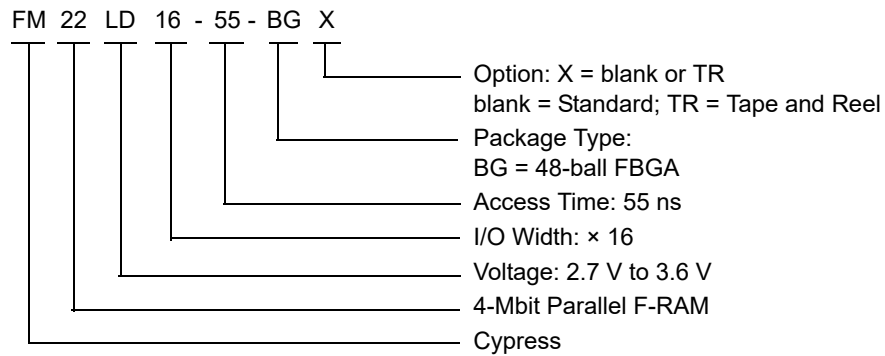 FM 22 LD 16 - 55 - BG X
Option: X = blank or TR
blank = Standard; TR = Tape and Reel
Package Type:
BG = 48-ball FBGA
Access Time: 55 ns
I/O Width: × 16
Voltage: 2.7 V to 3.6 V
4-Mbit Parallel F-RAM
Cypress